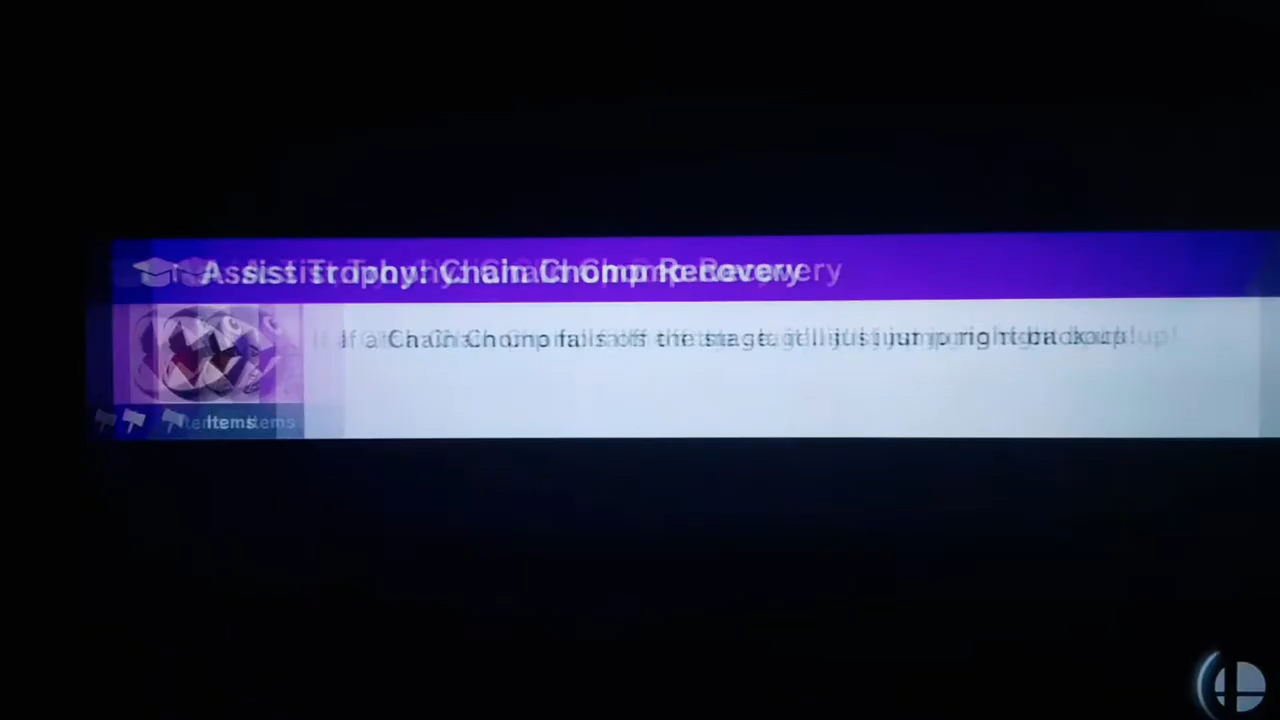 Assist Trophy: Chain Chomp Recovery
If a Chain Chomp falls off the stage, it'll just jump right back up!
Items